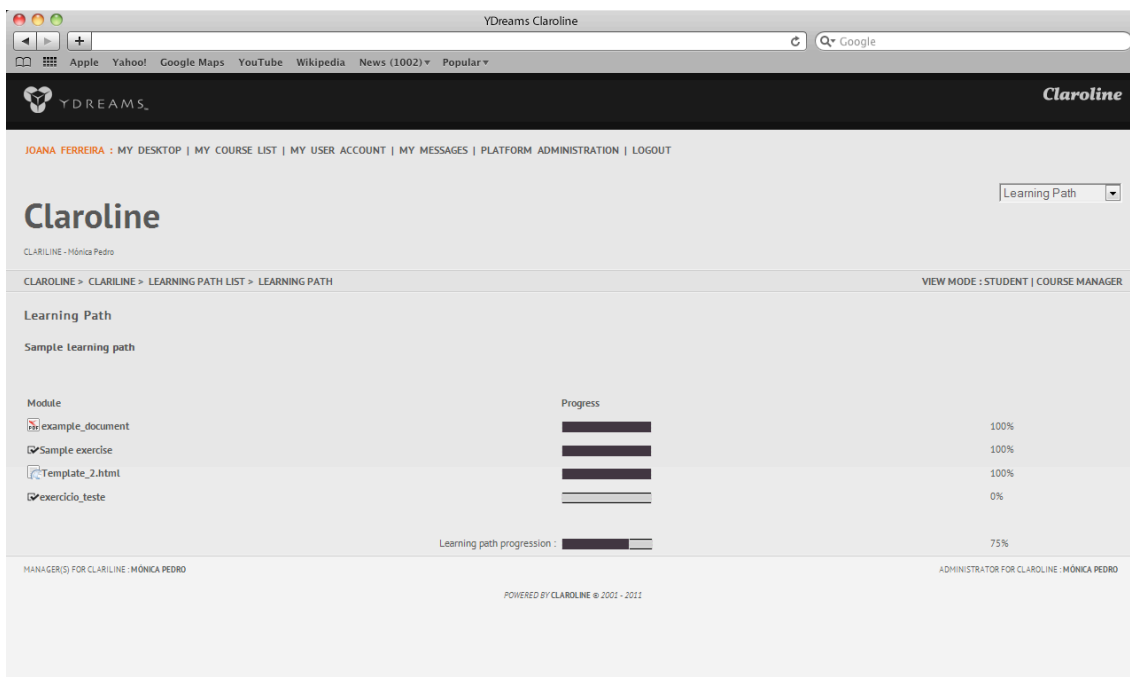 YDreams Claroline
Google
Apple Yahoo! Google Maps YouTube Wikipedia News (1002) Popular
YDREAMS
Claroline
JOANA FERREIRA : MY DESKTOP | MY COURSE LIST | MY USER ACCOUNT | MY MESSAGES | PLATFORM ADMINISTRATION | LOGOUT
Learning Path
Claroline
CLARILINE - Mónica Pedro
CLAROLINE > CLARILINE > LEARNING PATH LIST > LEARNING PATH VIEW MODE : STUDENT | COURSE MANAGER
Learning Path
Sample learning path
Module Progress
example_document 100%
Sample exercise 100%
Template_2.html 100%
exercicio_teste 0%
Learning path progression : 75%
MANAGER(S) FOR CLARILINE : MÓNICA PEDRO ADMINISTRATOR FOR CLAROLINE : MÓNICA PEDRO
POWERED BY CLAROLINE © 2001 - 2011